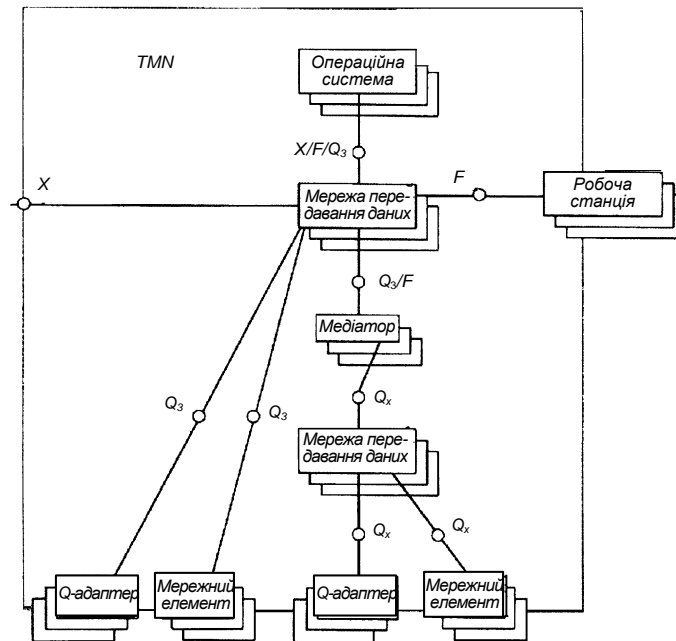 TMN
Операційна
система
X/F/Q₃
X
F
Робоча
станція
Мережа пере-
давання даних
Q₃/F
Медіатор
Qₓ
Q₃
Q₃
Мережа пере-
давання даних
Qₓ
Qₓ
Q-адаптер
Мережний
елемент
Q-адаптер
Мережний
елемент